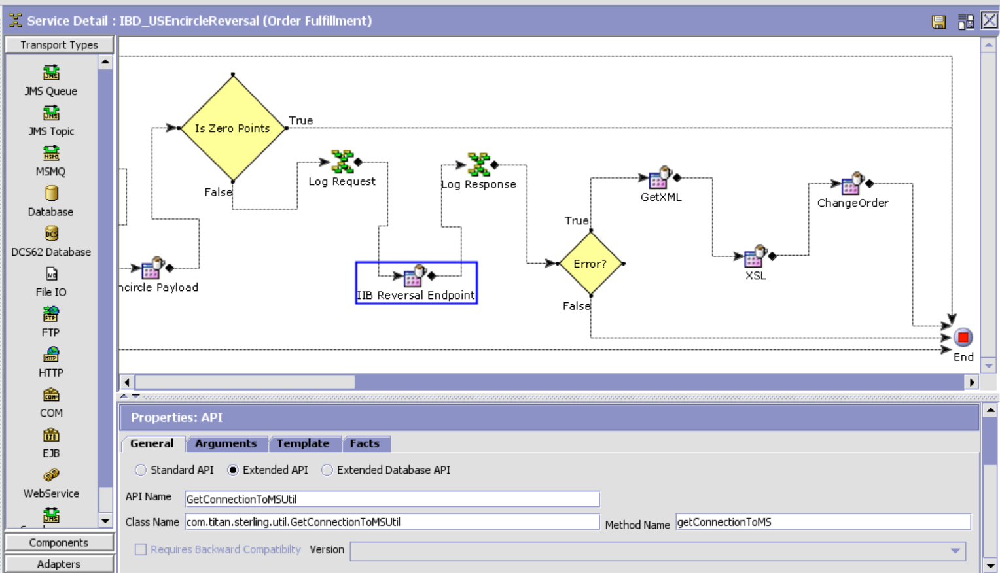 Service Detail : IBD_USEncircleReversal (Order Fulfillment)
Transport Types
JMS Queue
JMS Topic
MSMQ
Database
DCS62 Database
File IO
FTP
HTTP
COM
EJB
WebService
Components
Adapters
Is Zero Points
True
False
Log Request
Log Response
GetXML
ChangeOrder
True
Error?
False
XSL
ncircle Payload
IIB Reversal Endpoint
End
Properties: API
General Arguments Template Facts
Standard API Extended API Extended Database API
API Name GetConnectionToMSUtil
Class Name com.titan.sterling.util.GetConnectionToMSUtil Method Name getConnectionToMS
Requires Backward Compatibilty Version